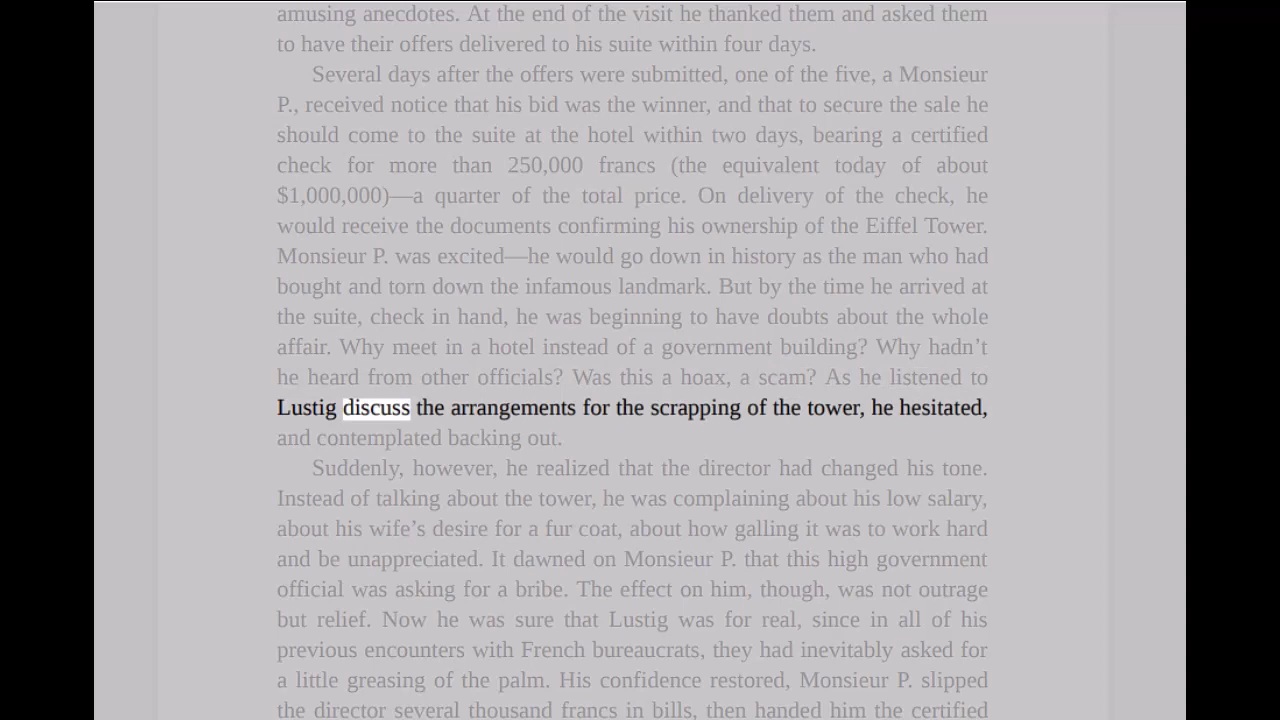 amusing anecdotes. At the end of the visit he thanked them and asked them
to have their offers delivered to his suite within four days.
Several days after the offers were submitted, one of the five, a Monsieur
P., received notice that his bid was the winner, and that to secure the sale he
should come to the suite at the hotel within two days, bearing a certified
check for more than 250,000 francs (the equivalent today of about
$1,000,000)—a quarter of the total price. On delivery of the check, he
would receive the documents confirming his ownership of the Eiffel Tower.
Monsieur P. was excited—he would go down in history as the man who had
bought and torn down the infamous landmark. But by the time he arrived at
the suite, check in hand, he was beginning to have doubts about the whole
affair. Why meet in a hotel instead of a government building? Why hadn’t
he heard from other officials? Was this a hoax, a scam? As he listened to
Lustig discuss the arrangements for the scrapping of the tower, he hesitated,
and contemplated backing out.
Suddenly, however, he realized that the director had changed his tone.
Instead of talking about the tower, he was complaining about his low salary,
about his wife’s desire for a fur coat, about how galling it was to work hard
and be unappreciated. It dawned on Monsieur P. that this high government
official was asking for a bribe. The effect on him, though, was not outrage
but relief. Now he was sure that Lustig was for real, since in all of his
previous encounters with French bureaucrats, they had inevitably asked for
a little greasing of the palm. His confidence restored, Monsieur P. slipped
the director several thousand francs in bills, then handed him the certified